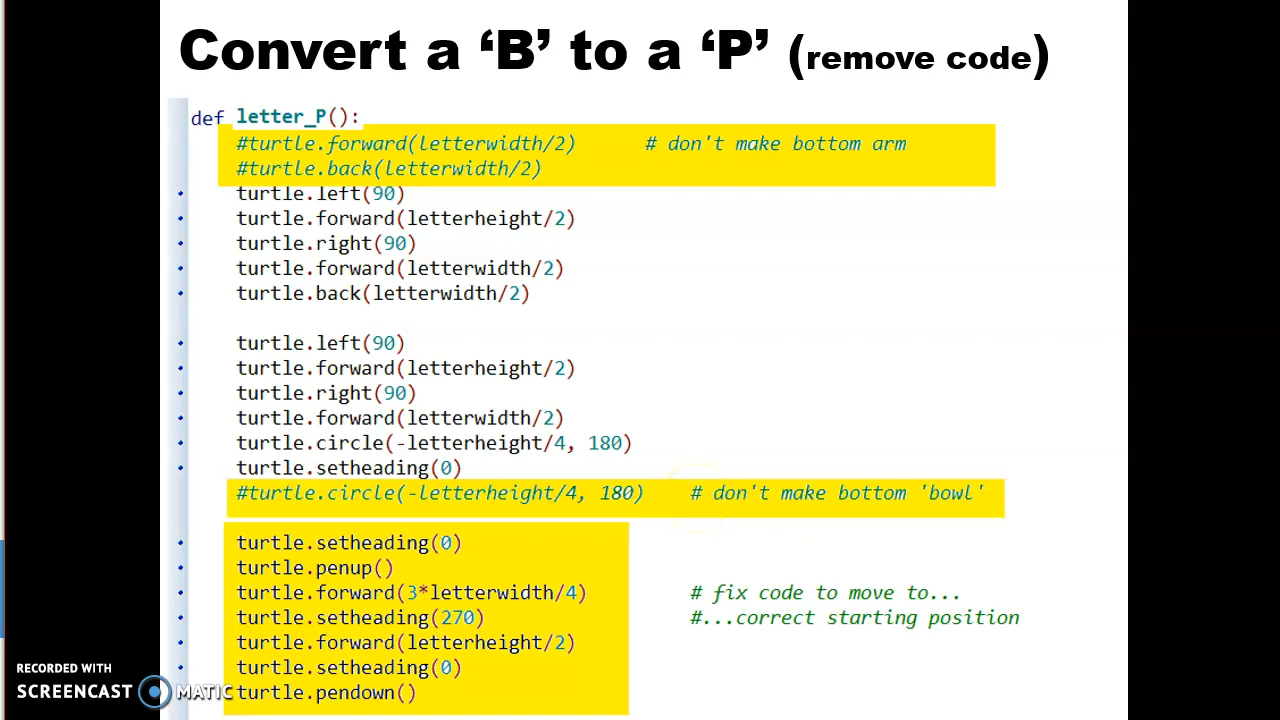 Convert a ‘B’ to a ‘P’ (remove code)
def letter_P():
#turtle.forward(letterwidth/2) # don't make bottom arm
#turtle.back(letterwidth/2)
turtle.left(90)
turtle.forward(letterheight/2)
turtle.right(90)
turtle.forward(letterwidth/2)
turtle.back(letterwidth/2)
turtle.left(90)
turtle.forward(letterheight/2)
turtle.right(90)
turtle.forward(letterwidth/2)
turtle.circle(-letterheight/4, 180)
turtle.setheading(0)
#turtle.circle(-letterheight/4, 180) # don't make bottom 'bowl'
turtle.setheading(0)
turtle.penup()
turtle.forward(3*letterwidth/4) # fix code to move to...
turtle.setheading(270) #...correct starting position
turtle.forward(letterheight/2)
turtle.setheading(0)
turtle.pendown()
RECORDED WITH
SCREENCAST MATIC